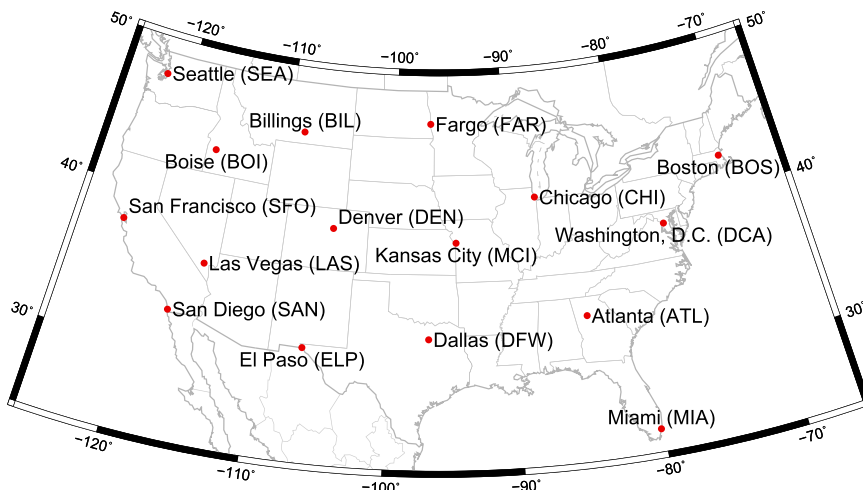 50˚
−120˚
−110˚
−100˚
−90˚
−80˚
−70˚
50˚
Seattle (SEA)
Billings (BIL)
Fargo (FAR)
Boise (BOI)
Boston (BOS)
40˚
40˚
San Francisco (SFO)
Denver (DEN)
Chicago (CHI)
Washington, D.C. (DCA)
Kansas City (MCI)
Las Vegas (LAS)
30˚
San Diego (SAN)
Atlanta (ATL)
30˚
El Paso (ELP)
Dallas (DFW)
Miami (MIA)
−120˚
−110˚
−100˚
−90˚
−80˚
−70˚